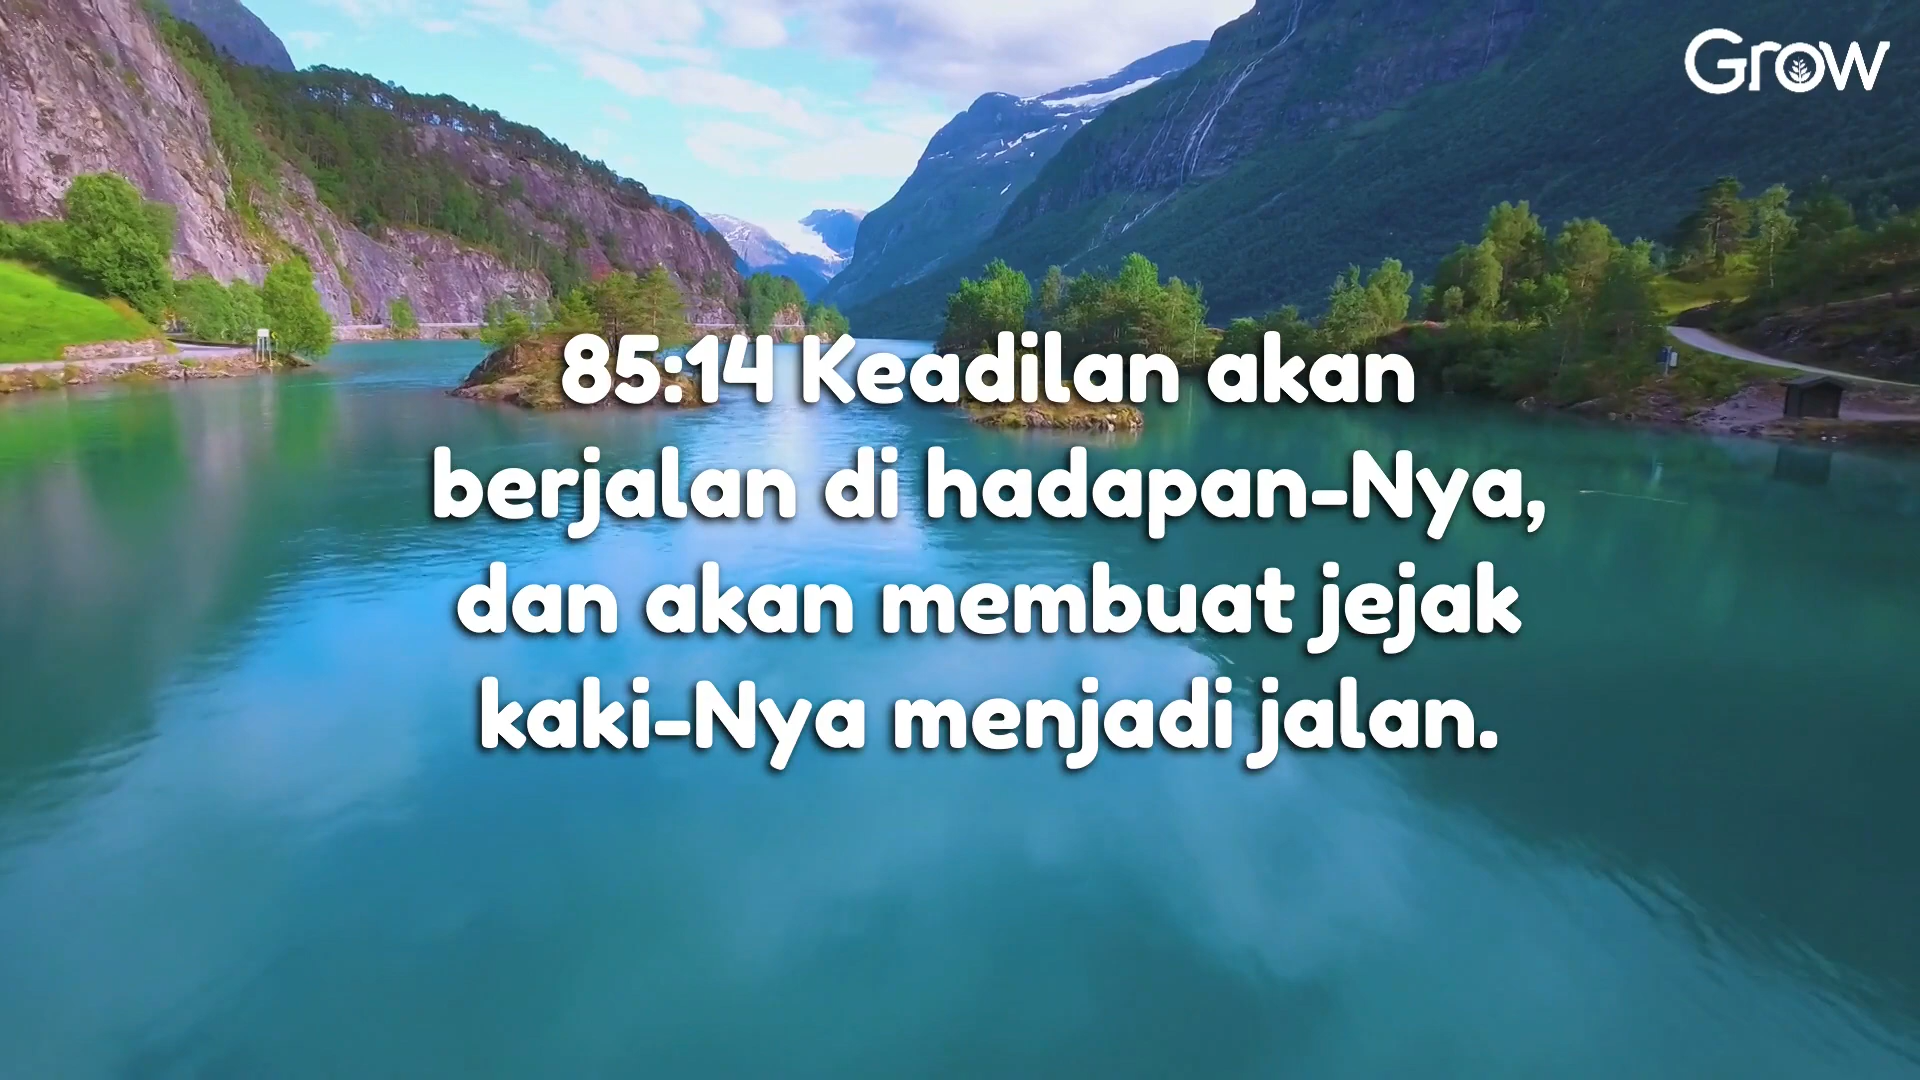 Grow
85:14 Keadilan akan
berjalan di hadapan-Nya,
dan akan membuat jejak
kaki-Nya menjadi jalan.